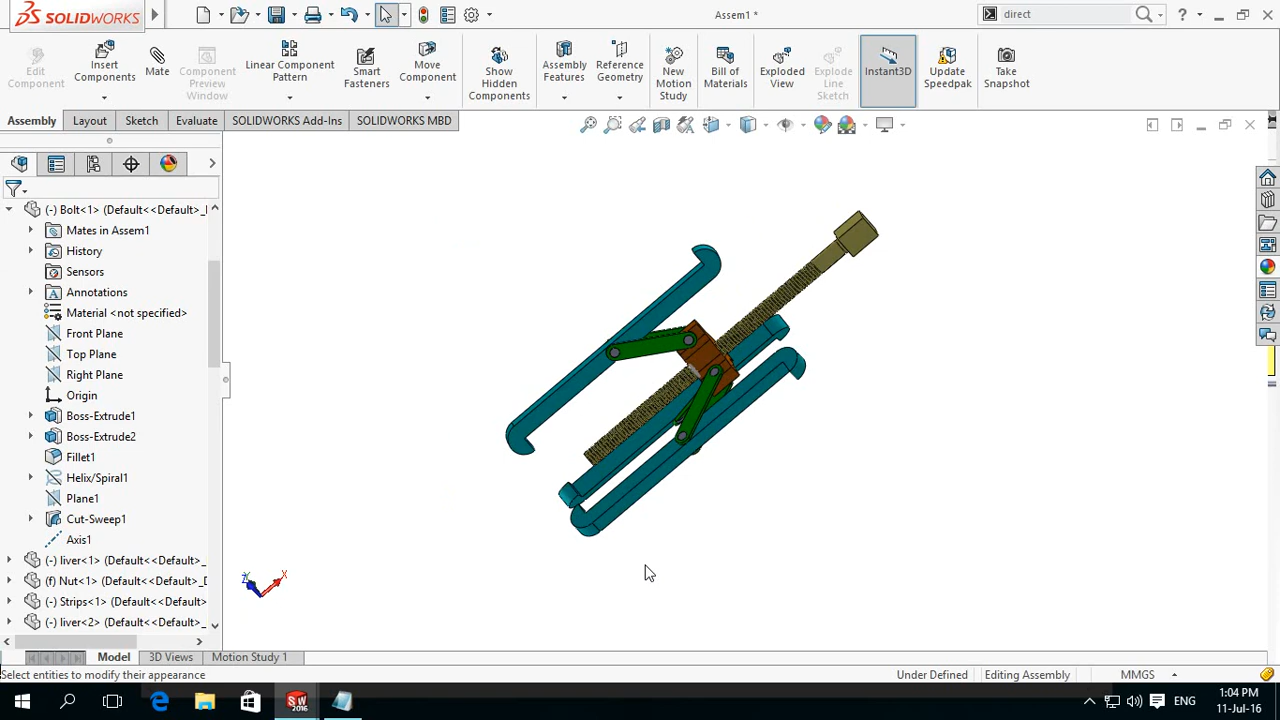 SOLIDWORKS
Assem1 *
direct
Edit Component
Insert Components
Mate
Component Preview Window
Linear Component Pattern
Smart Fasteners
Move Component
Show Hidden Components
Assembly Features
Reference Geometry
New Motion Study
Bill of Materials
Exploded View
Explode Line Sketch
Instant3D
Update Speedpak
Take Snapshot
Assembly
Layout
Sketch
Evaluate
SOLIDWORKS Add-Ins
SOLIDWORKS MBD
(-) Bolt<1> (Default<<Default>_
Mates in Assem1
History
Sensors
Annotations
Material <not specified>
Front Plane
Top Plane
Right Plane
Origin
Boss-Extrude1
Boss-Extrude2
Fillet1
Helix/Spiral1
Plane1
Cut-Sweep1
Axis1
(-) liver<1> (Default<<Default>_
(f) Nut<1> (Default<<Default>_D
(-) Strips<1> (Default<<Default>
(-) liver<2> (Default<<Default>_
Z X
Model
3D Views
Motion Study 1
Select entities to modify their appearance
Under Defined
Editing Assembly
MMGS
SW 2016
ENG
1:04 PM
11-Jul-16